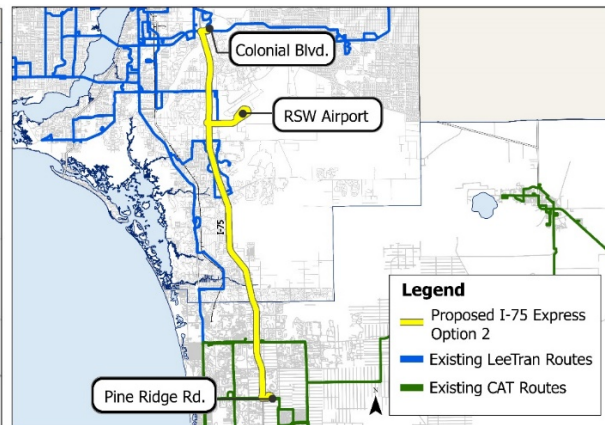 Colonial Blvd.
RSW Airport
I-75
Legend
Proposed I-75 Express
Option 2
Existing LeeTran Routes
Existing CAT Routes
Pine Ridge Rd.
N